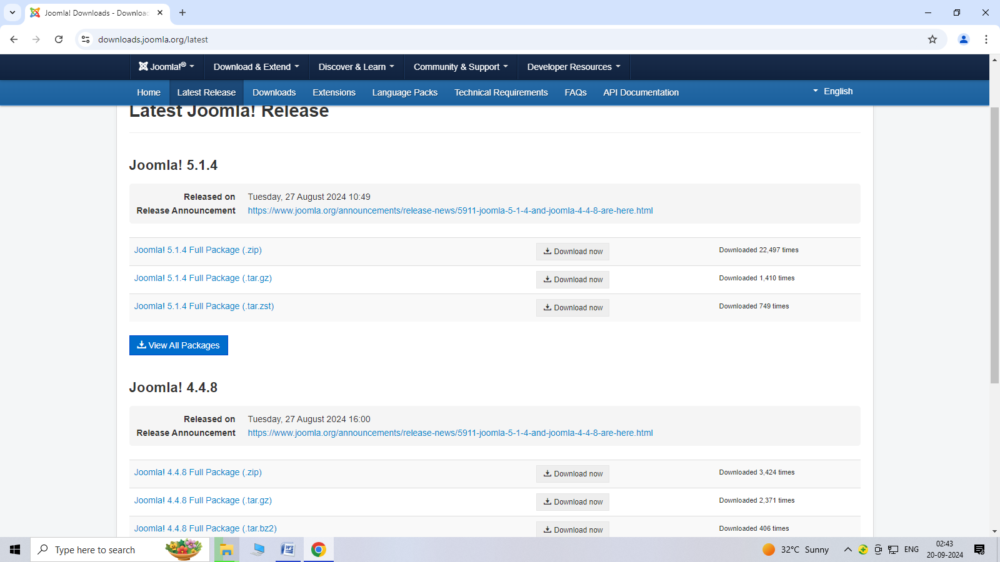 Joomla! Downloads - Downloa
downloads.joomla.org/latest
Joomla!® Download & Extend Discover & Learn Community & Support Developer Resources
Home Latest Release Downloads Extensions Language Packs Technical Requirements FAQs API Documentation English
Latest Joomla! Release
Joomla! 5.1.4
Released on Tuesday, 27 August 2024 10:49
Release Announcement https://www.joomla.org/announcements/release-news/5911-joomla-5-1-4-and-joomla-4-4-8-are-here.html
Joomla! 5.1.4 Full Package (.zip) Download now Downloaded 22,497 times
Joomla! 5.1.4 Full Package (.tar.gz) Download now Downloaded 1,410 times
Joomla! 5.1.4 Full Package (.tar.zst) Download now Downloaded 749 times
View All Packages
Joomla! 4.4.8
Released on Tuesday, 27 August 2024 16:00
Release Announcement https://www.joomla.org/announcements/release-news/5911-joomla-5-1-4-and-joomla-4-4-8-are-here.html
Joomla! 4.4.8 Full Package (.zip) Download now Downloaded 3,424 times
Joomla! 4.4.8 Full Package (.tar.gz) Download now Downloaded 2,371 times
Joomla! 4.4.8 Full Package (.tar.bz2) Download now Downloaded 406 times
Type here to search 32°C Sunny ENG 02:43
20-09-2024